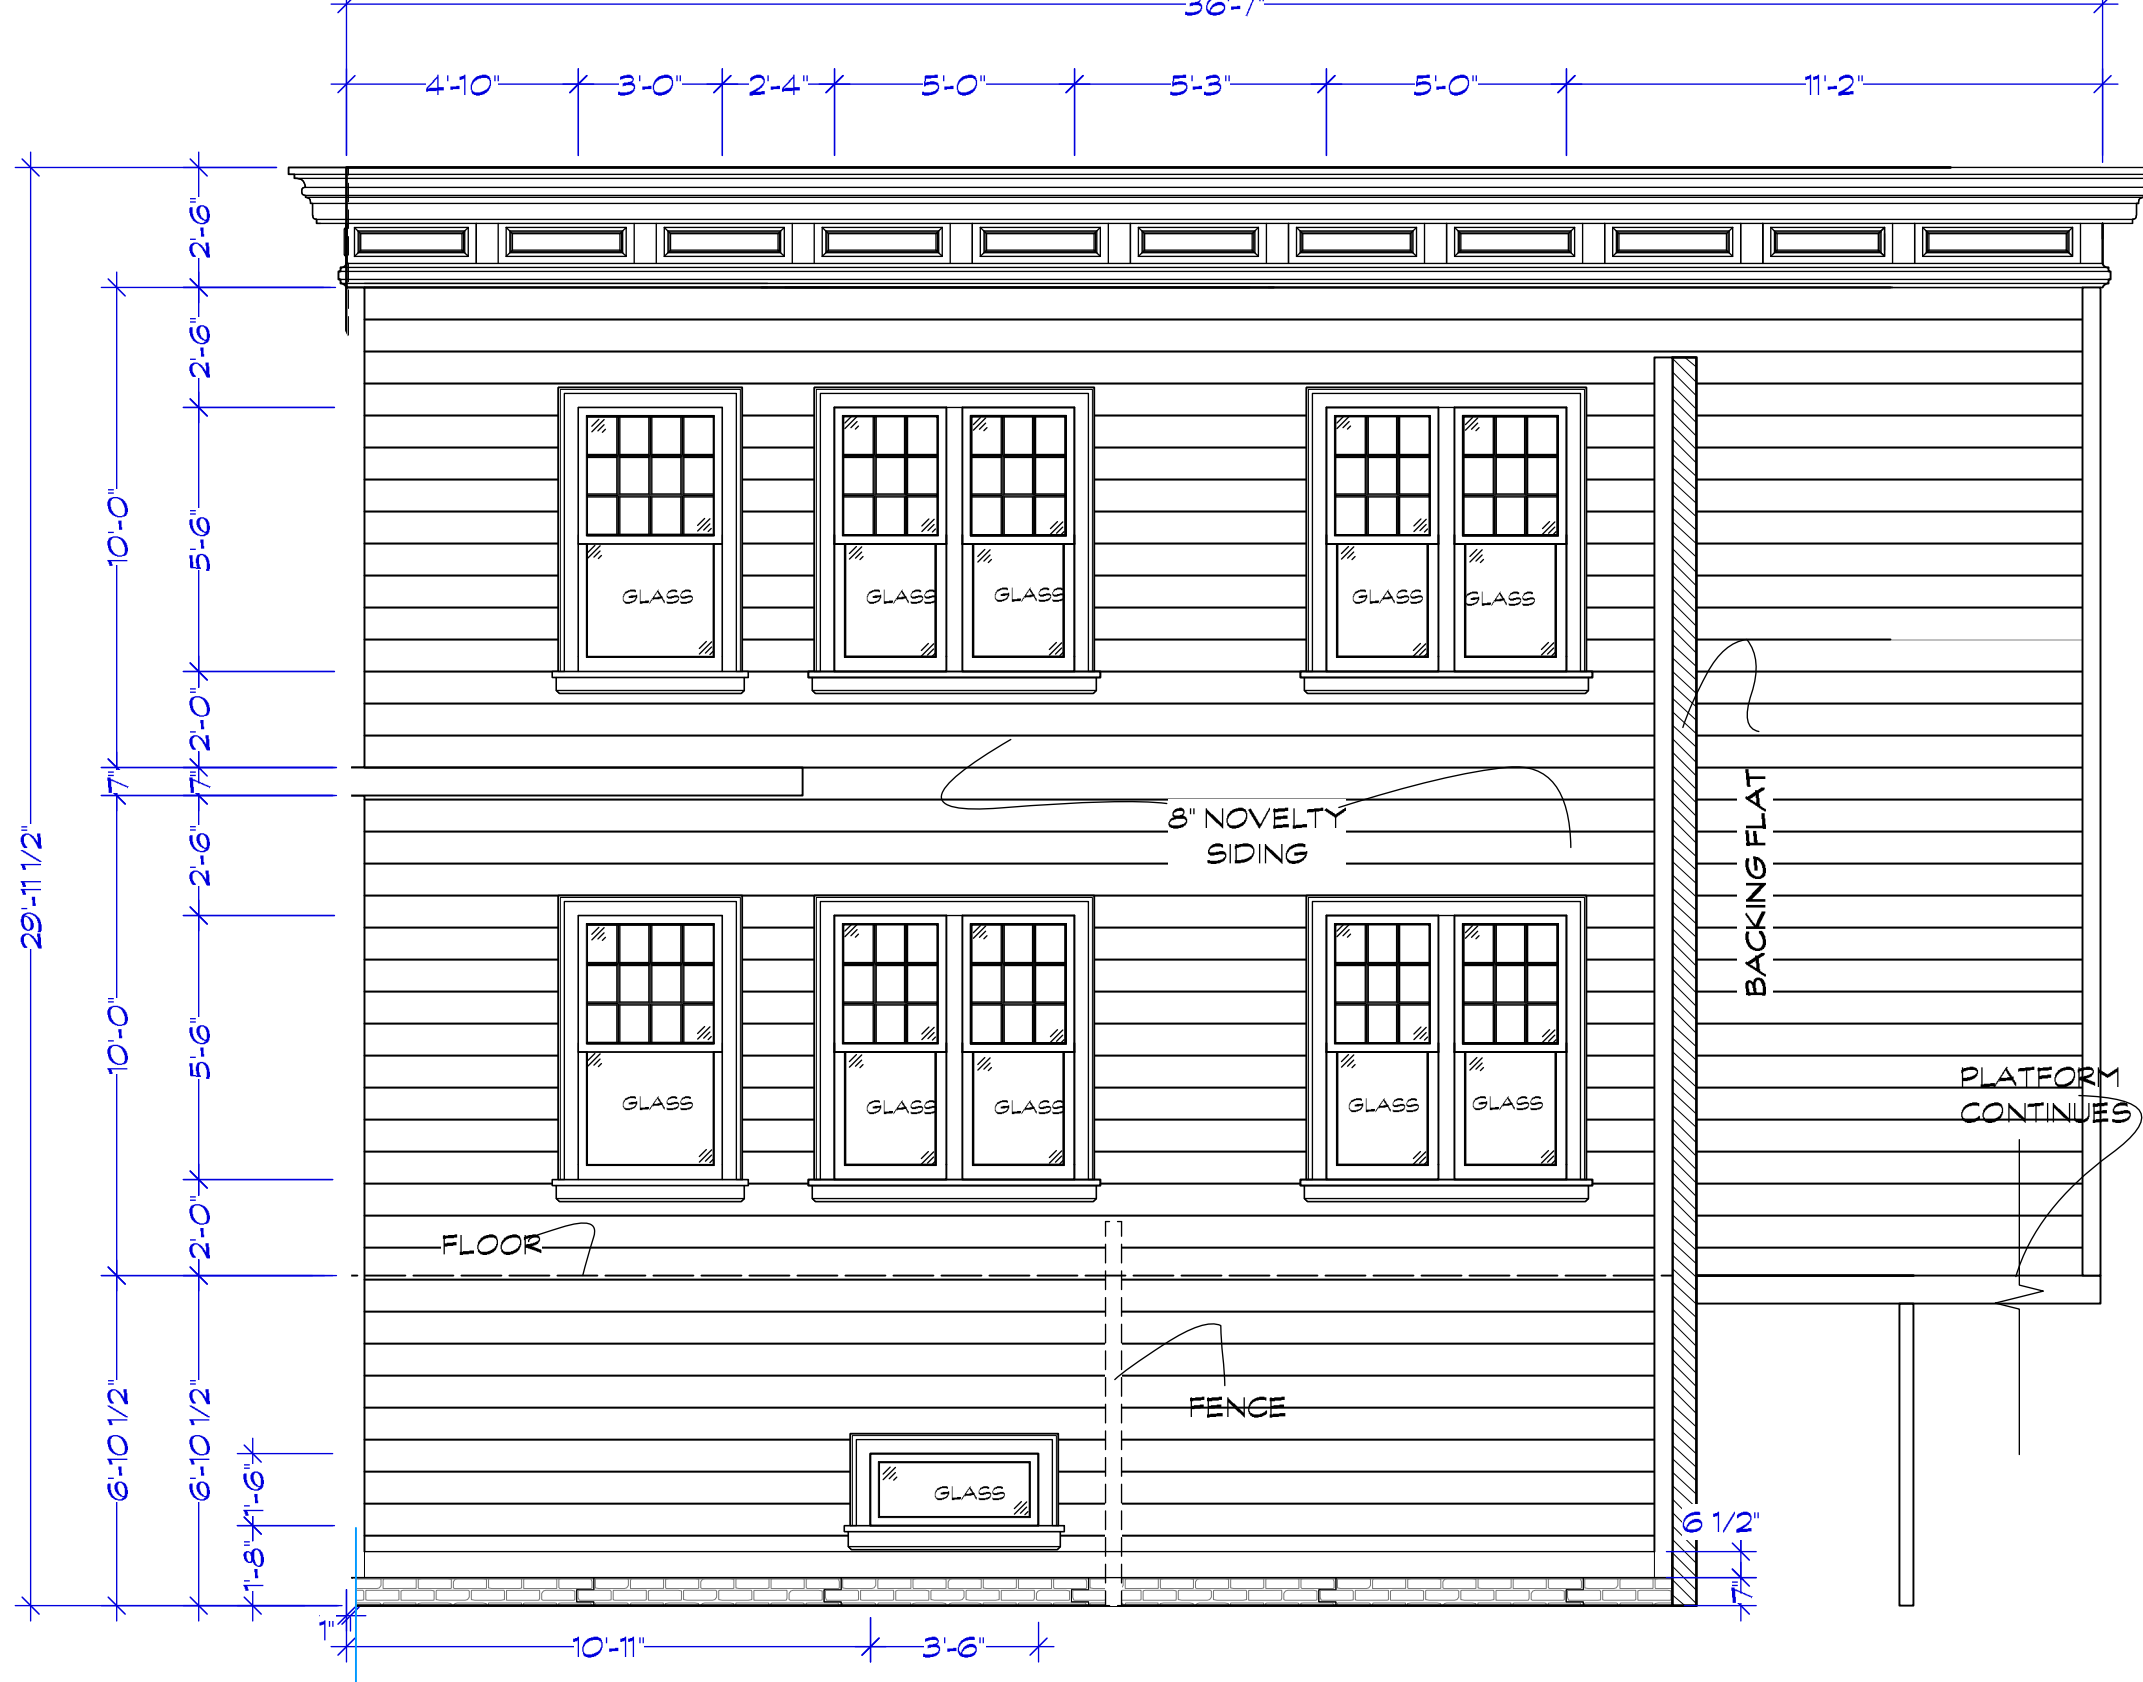 36'-7"
4'-10" 3'-0" 2'-4" 5'-0" 5'-3" 5'-0" 11'-2"
2'-6"
2'-6"
10'-0"
5'-6"
GLASS GLASS GLASS GLASS GLASS
2'-0"
7" 7"
8" NOVELTY
SIDING
2'-6"
29'-11 1/2"
BACKING FLAT
10'-0"
5'-6"
PLATFORM
CONTINUES
GLASS GLASS GLASS GLASS GLASS
2'-0"
FLOOR
FENCE
6'-10 1/2" 6'-10 1/2"
1'-6"
GLASS
6 1/2"
1'-8"
7"
1"
10'-11" 3'-6"